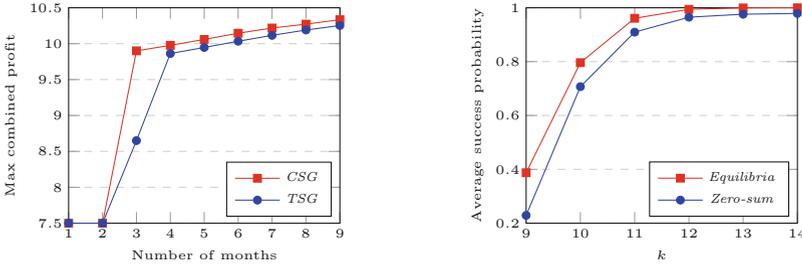 10.5
10
9.5
9
8.5
8
7.5
1 2 3 4 5 6 7 8 9
Max combined profit
Number of months
CSG
TSG
1
0.8
0.6
0.4
0.2
9 10 11 12 13 14
Average success probability
k
Equilibria
Zero-sum